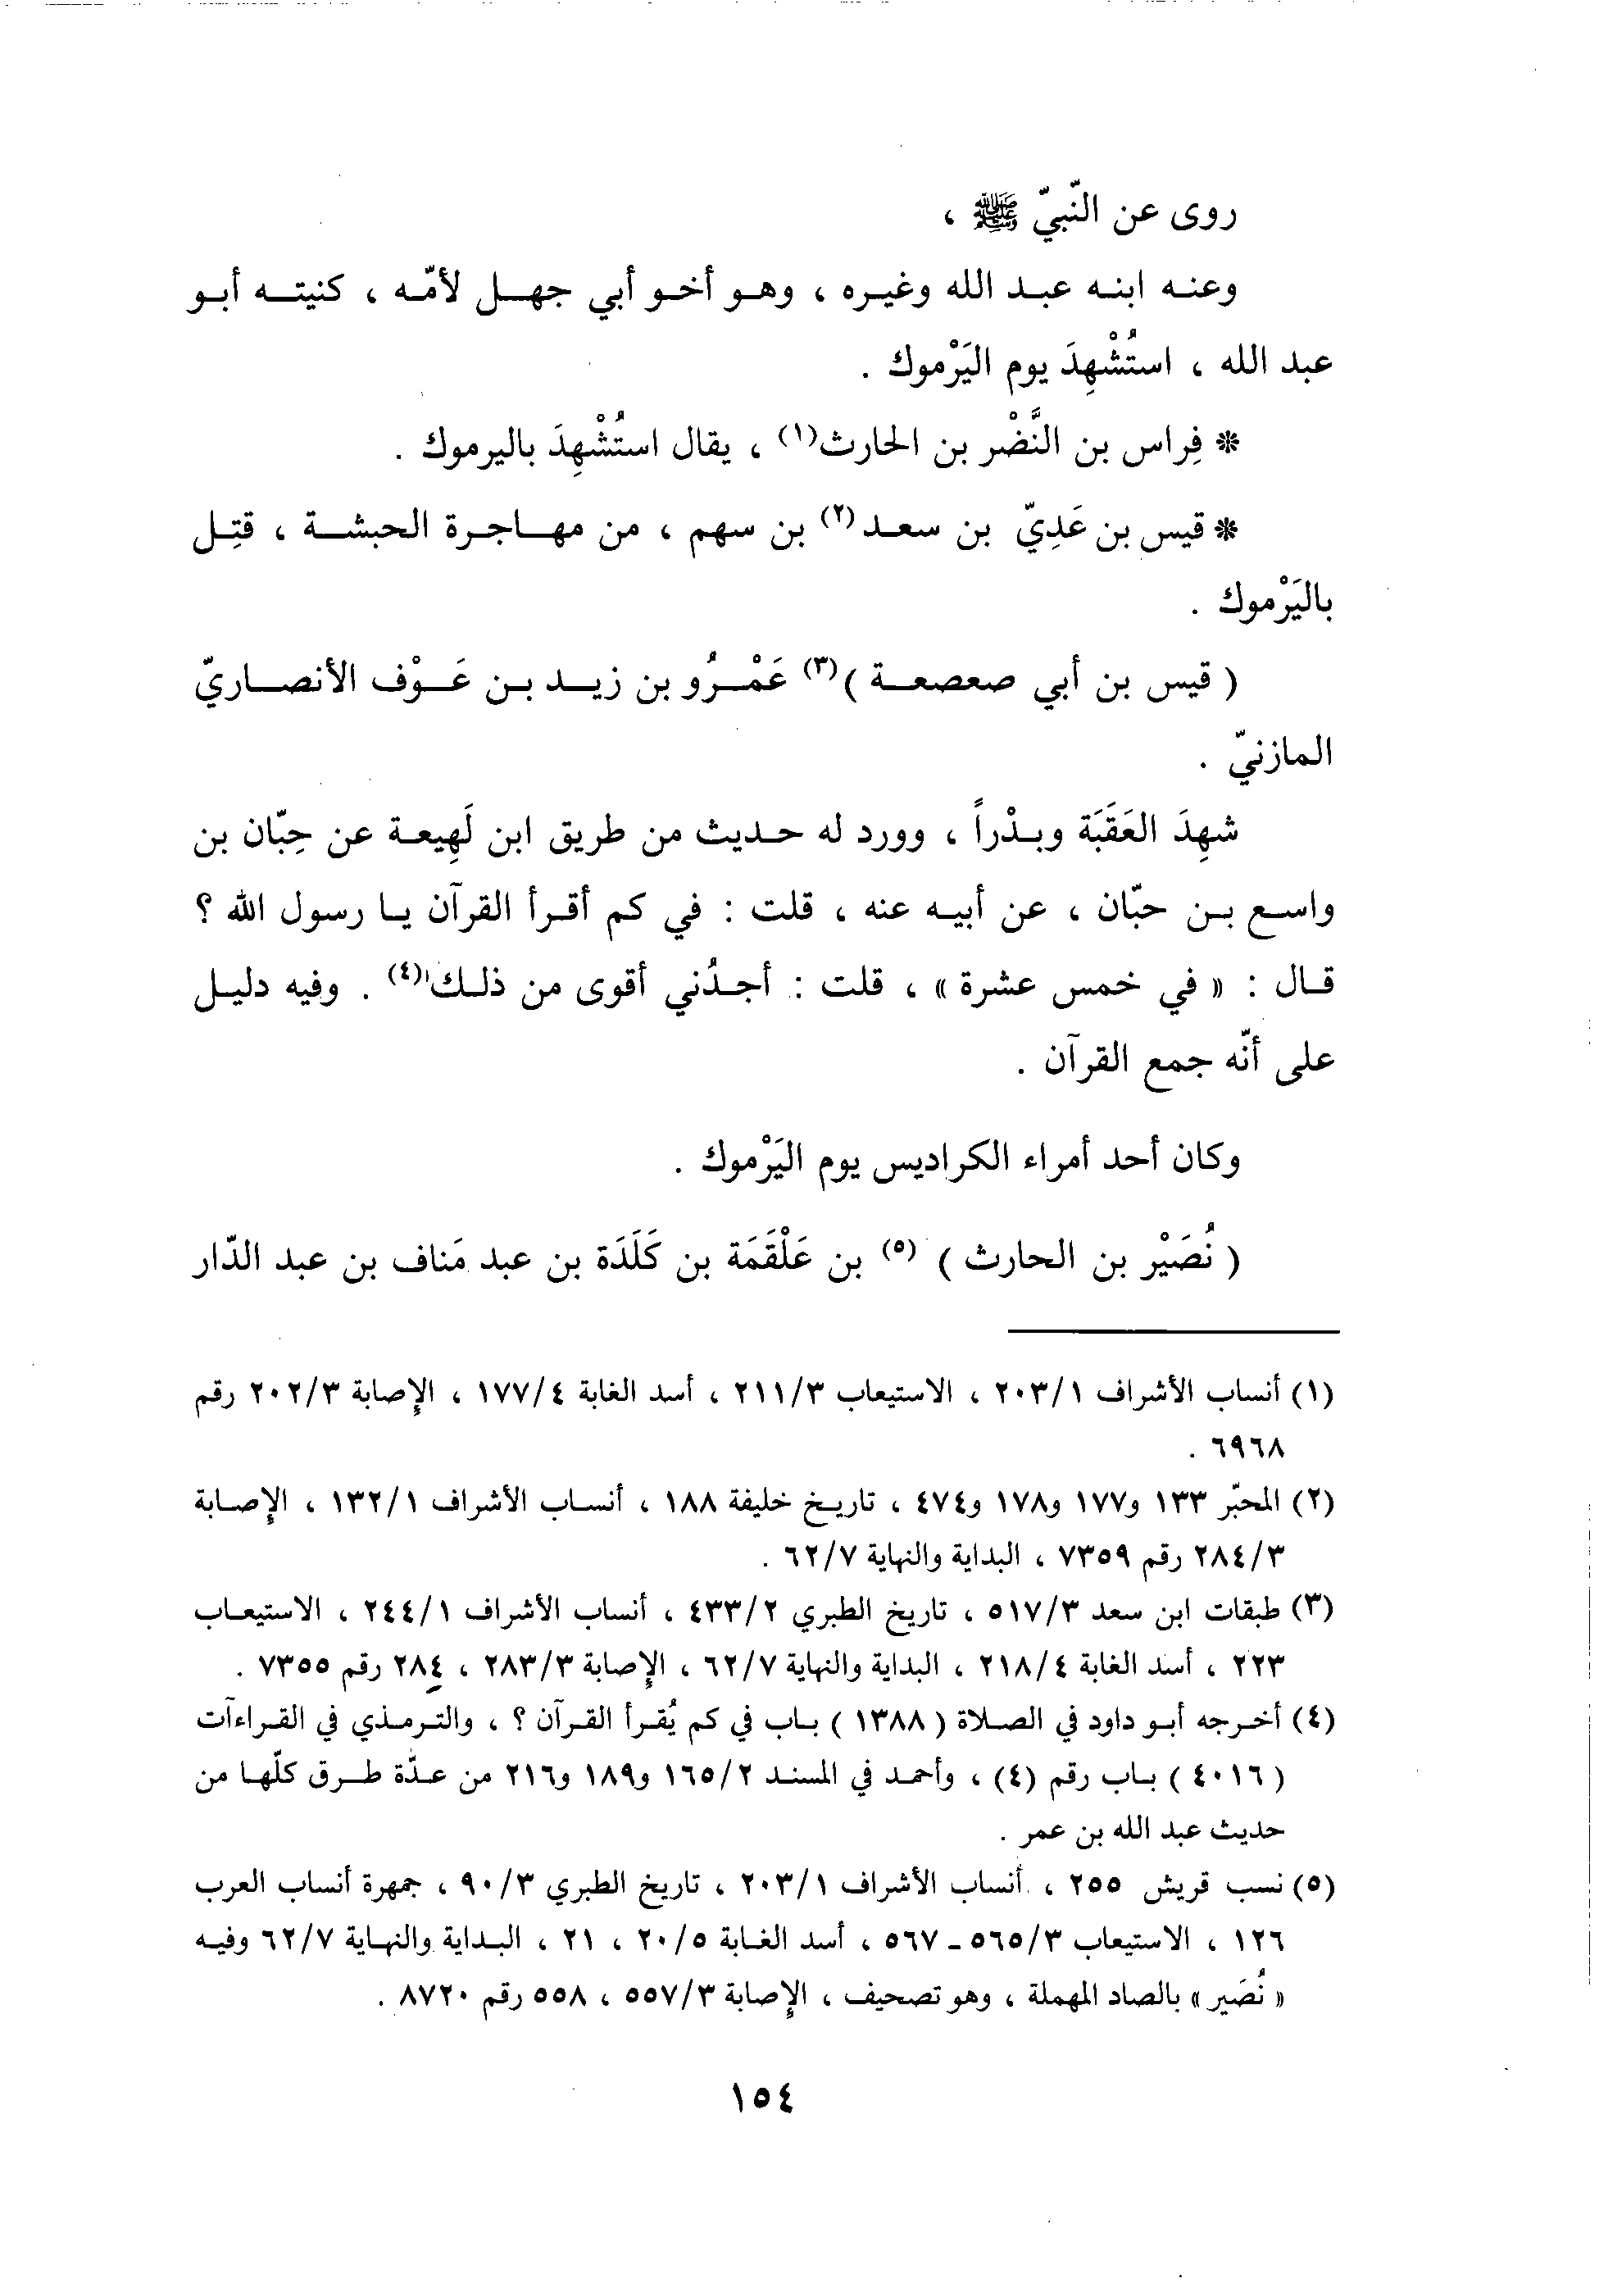 روى عن النّبيّ ﷺ ،
وعنه ابنه عبد الله وغيره ، وهو أخو أبي جهل لأمّه ، كنيته أبو
عبد الله ، استُشْهِدَ يوم اليَرْموك .
* فِراس بن النَّضْر بن الحارث(١) ، يقال استُشْهِدَ باليرموك .
* قيس بن عَدِيّ بن سعد(٢) بن سهم ، من مهاجرة الحبشة ، قتِل
باليَرْموك .
( قيس بن أبي صعصعة )(٣) عَمْرُو بن زيد بن عَوْف الأنصاريّ
المازنيّ .
شهِدَ العَقَبَة وبدْراً ، وورد له حديث من طريق ابن لَهِيعة عن حِبّان بن
واسع بن حبّان ، عن أبيه عنه ، قلت : في كم أقرأ القرآن يا رسول الله ؟
قال : « في خمس عشرة » ، قلت : أجدُني أقوى من ذلك(٤) . وفيه دليل
على أنّه جمع القرآن .
وكان أحد أمراء الكراديس يوم اليَرْموك .
( نُصَيْر بن الحارث ) (٥) بن عَلْقَمَة بن كَلَدَة بن عبد مَناف بن عبد الدّار
(١) أنساب الأشراف ٢٠٣/١ ، الاستيعاب ٢١١/٣ ، أسد الغابة ١٧٧/٤ ، الإصابة ٢٠٢/٣ رقم
٦٩٦٨ .
(٢) المحبّر ١٣٣ و١٧٧ و١٧٨ و٤٧٤ ، تاريخ خليفة ١٨٨ ، أنساب الأشراف ١٣٢/١ ، الإصابة
٢٨٤/٣ رقم ٧٣٥٩ ، البداية والنهاية ٦٢/٧ .
(٣) طبقات ابن سعد ٥١٧/٣ ، تاريخ الطبري ٤٣٣/٢ ، أنساب الأشراف ٢٤٤/١ ، الاستيعاب
٢٢٣ ، أسد الغابة ٢١٨/٤ ، البداية والنهاية ٦٢/٧ ، الإصابة ٢٨٣/٣ ، ٢٨٤ رقم ٧٣٥٥ .
(٤) أخرجه أبو داود في الصلاة ( ١٣٨٨ ) باب في كم يُقرأ القرآن ؟ ، والترمذي في القراءآت
( ٤٠١٦ ) باب رقم (٤) ، وأحمد في المسند ١٦٥/٢ و١٨٩ و٢١٦ من عدّة طرق كلّها من
حديث عبد الله بن عمر .
(٥) نسب قريش ٢٥٥ ، أنساب الأشراف ٢٠٣/١ ، تاريخ الطبري ٩٠/٣ ، جمهرة أنساب العرب
١٢٦ ، الاستيعاب ٥٦٥/٣ ـ ٥٦٧ ، أسد الغابة ٢٠/٥ ، ٢١ ، البداية والنهاية ٦٢/٧ وفيه
« نُصَير » بالصاد المهملة ، وهو تصحيف ، الإصابة ٥٥٧/٣ ، ٥٥٨ رقم ٨٧٢٠ .
١٥٤